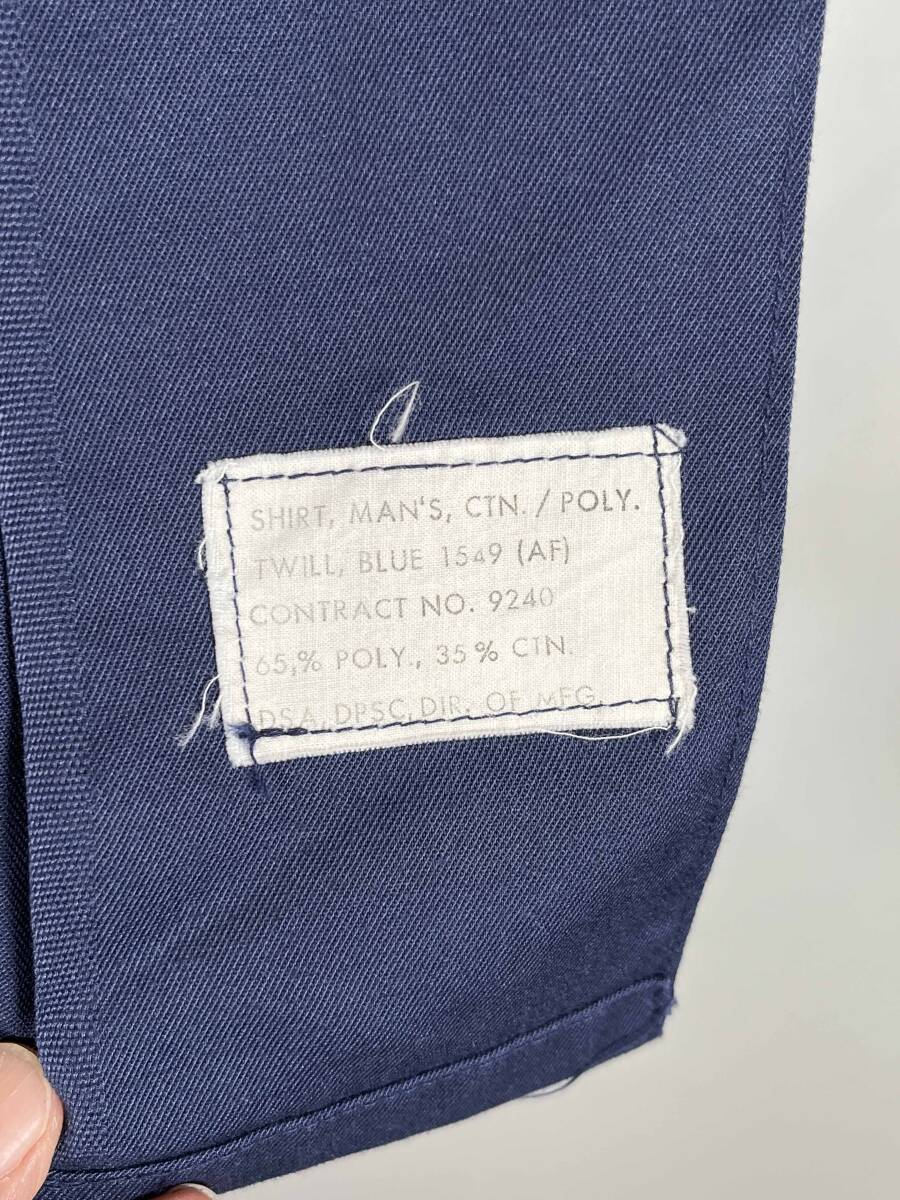 SHIRT, MAN'S, CTN. / POLY.
TWILL, BLUE 1549 (AF)
CONTRACT NO. 9240
65,% POLY., 35% CTN.
DSA, DPSC, DIR. OF MFG.